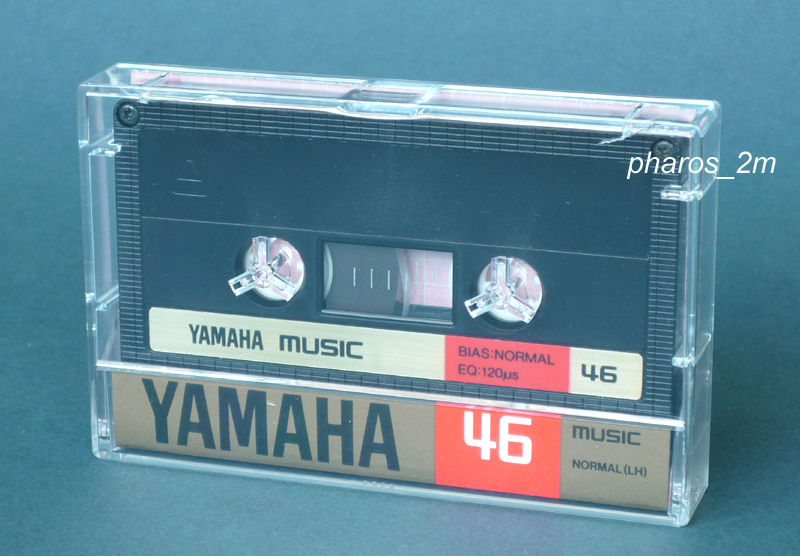 pharos_2m
YAMAHA MUSIC
BIAS:NORMAL
EQ:120µs
46
YAMAHA
46
MUSIC
NORMAL(LH)